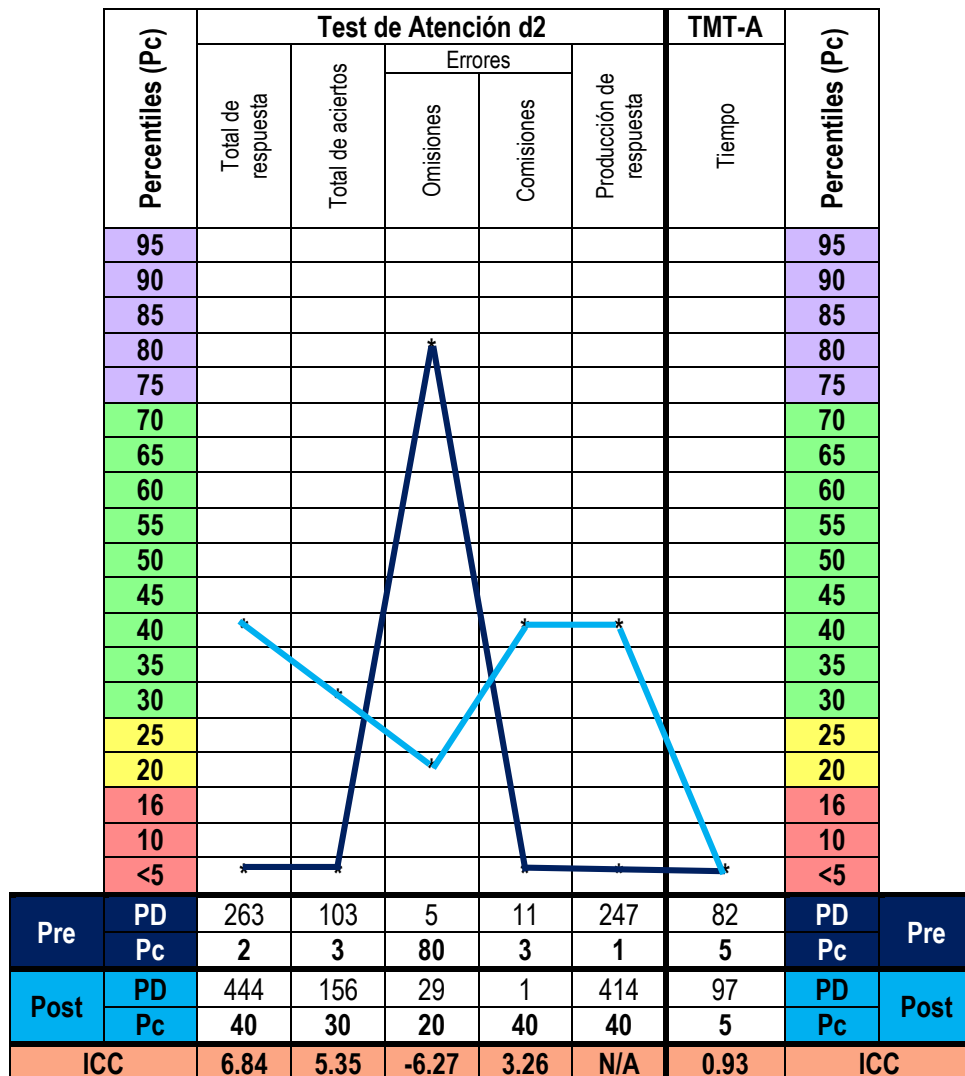 Percentiles (Pc)
Test de Atención d2
TMT-A
Percentiles (Pc)
Errores
Total de
respuesta
Total de aciertos
Omisiones
Comisiones
Producción de
respuesta
Tiempo
95 95
90 90
85 85
80 * 80
75 75
70 70
65 65
60 60
55 55
50 50
45 45
40 * * * 40
35 35
30 * 30
25 25
20 * 20
16 16
10 10
<5 * * * * * <5
Pre PD 263 103 5 11 247 82 PD Pre
Pc 2 3 80 3 1 5 Pc
Post PD 444 156 29 1 414 97 PD Post
Pc 40 30 20 40 40 5 Pc
ICC 6.84 5.35 -6.27 3.26 N/A 0.93 ICC